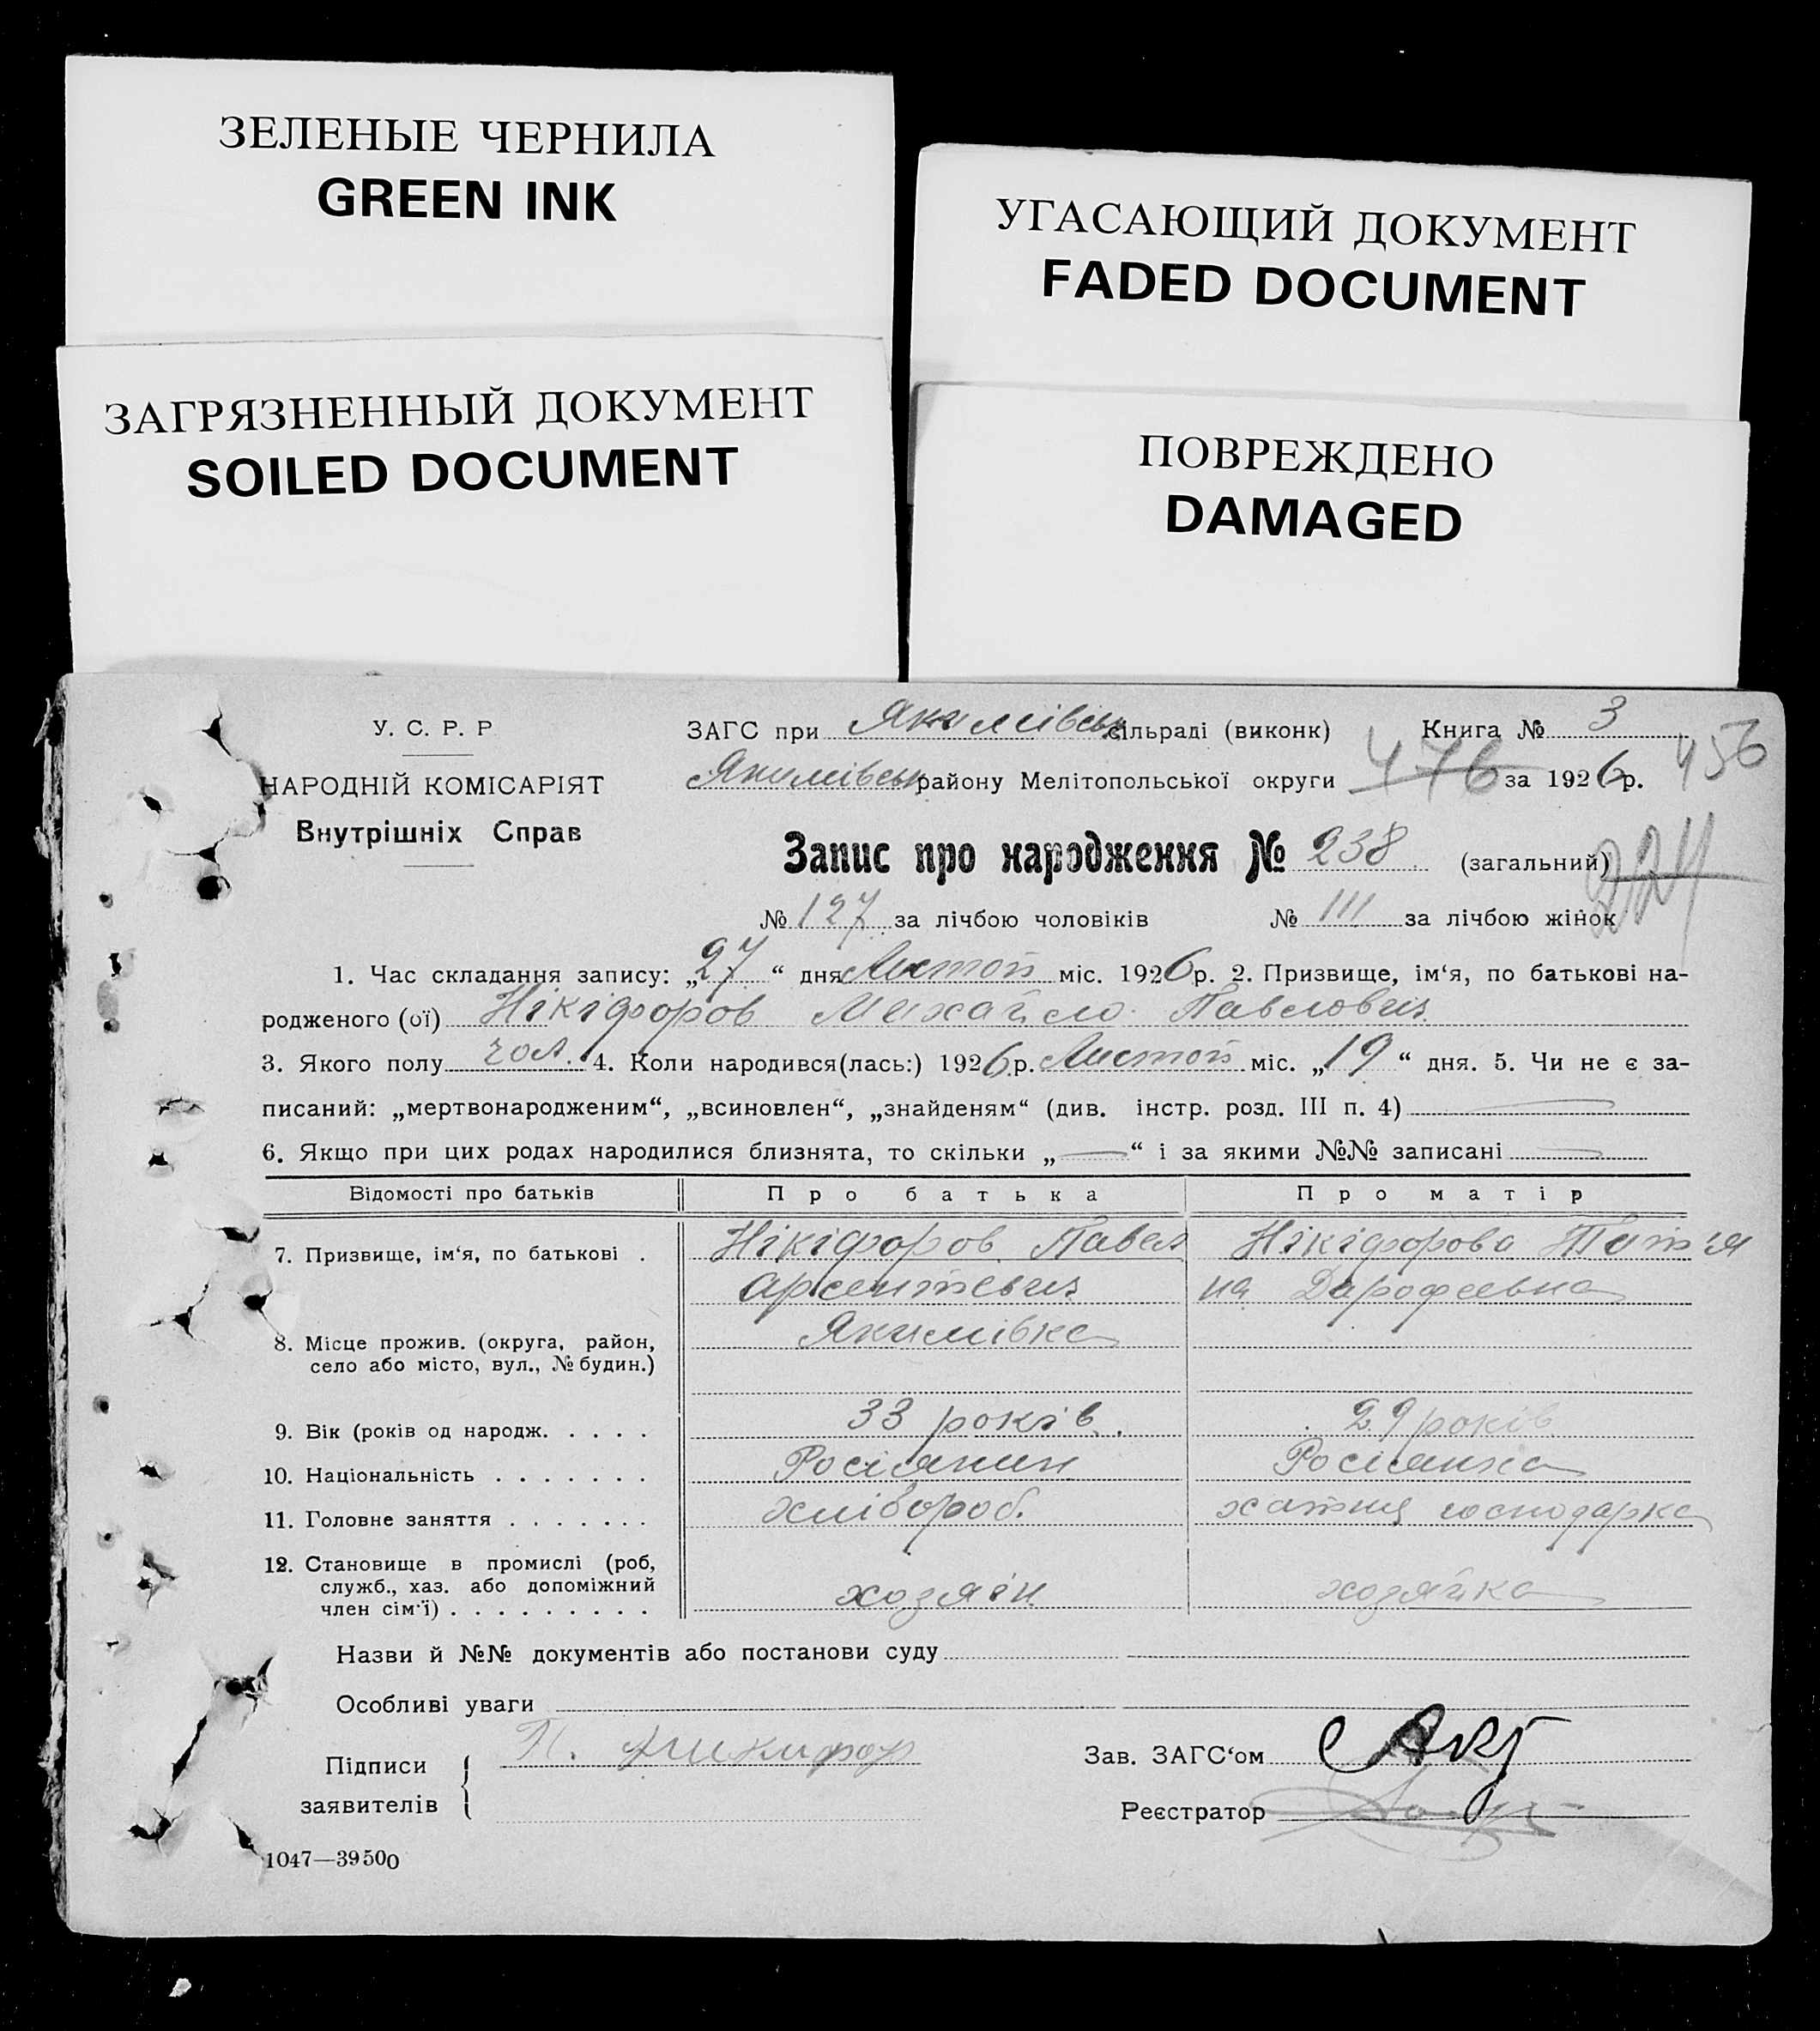 ЗЕЛЕНЫЕ ЧЕРНИЛА
GREEN INK
УГАСАЮЩИЙ ДОКУМЕНТ
FADED DOCUMENT
ЗАГРЯЗНЕННЫЙ ДОКУМЕНТ
SOILED DOCUMENT
ПОВРЕЖДЕНО
DAMAGED
У. С. Р. Р
НАРОДНІЙ КОМІСАРІЯТ
Внутрішніх Справ
ЗАГС при Якимівськ сільраді (виконк) Книга № 3
Якимівськ району Мелітопольської округи 476 за 1926 р. 456
Запис про народження № 238 (загальний) 224
№ 127 за лічбою чоловіків № 111 за лічбою жінок
1. Час складання запису: „27“ дня Листоп міс. 1926 р. 2. Призвище, ім‘я, по батькові на-
родженого (ої) Нікіфоров Михайло Павлович
3. Якого полу чол. 4. Коли народився(лась:) 1926 р. Листоп міс. „19“ дня. 5. Чи не є за-
писаний: „мертвонародженим“, „всиновлен“, „знайденям“ (див. інстр. розд. III п. 4)
6. Якщо при цих родах народилися близнята, то скільки „—“ і за якими №№ записані —
Відомості про батьків Про батька Про матір
7. Призвище, ім‘я, по батькові . Нікіфоров Павел Нікіфорова Тит‘я
Арсентевич на Дарофеевна
8. Місце прожив. (округа, район, Якимівка
село або місто, вул., № будин.)
9. Вік (років од народж. . . . . 33 років. 29 років
10. Національність . . . . . . . Росіянин Росіянка
11. Головне заняття . . . . . . . хлібороб. хатня господарка
12. Становище в промислі (роб,
служб., хаз. або допоміжний
член сім‘ї) . . . . . . . . . хозяїн хозяйка
Назви й №№ документів або постанови суду
Особливі уваги
Підписи заявителів П. Никифор
Зав. ЗАГС‘ом
Реєстратор
1047—39500